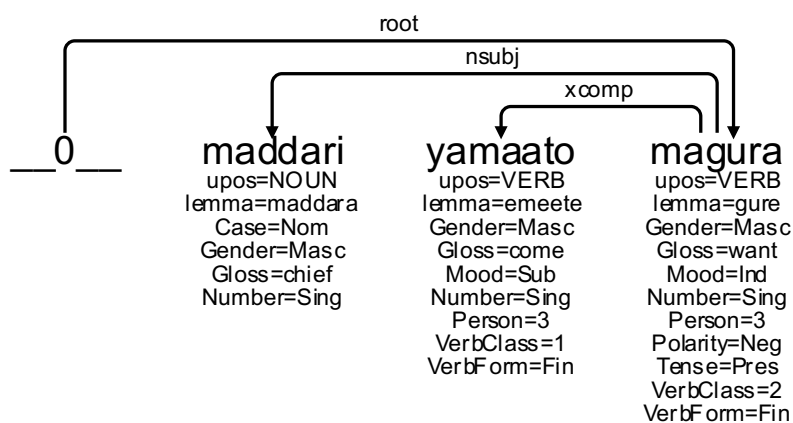 root
nsubj
xcomp
__0__ maddari yamaato magura
upos=NOUN upos=VERB upos=VERB
lemma=maddara lemma=emeete lemma=gure
Case=Nom Gender=Masc Gender=Masc
Gender=Masc Gloss=come Gloss=want
Gloss=chief Mood=Sub Mood=Ind
Number=Sing Number=Sing Number=Sing
Person=3 Person=3
VerbClass=1 Polarity=Neg
VerbForm=Fin Tense=Pres
VerbClass=2
VerbForm=Fin